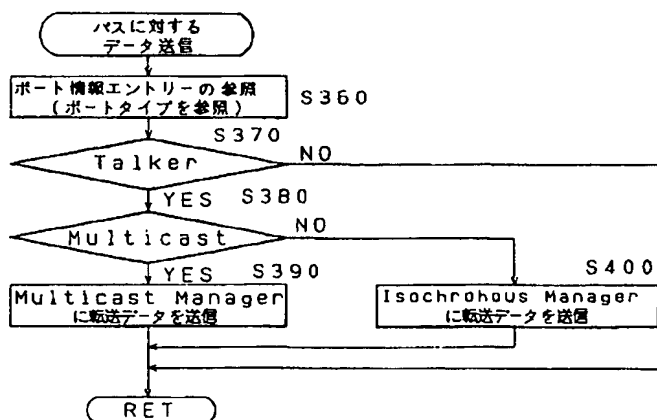 パスに対する
データ送信
ポート情報エントリーの参照
(ポートタイプを参照)
S360
S370
Talker
NO
YES
S380
Multicast
NO
YES
S390
S400
Multicast Manager
に転送データを送信
Isochrohous Manager
に転送データを送信
RET